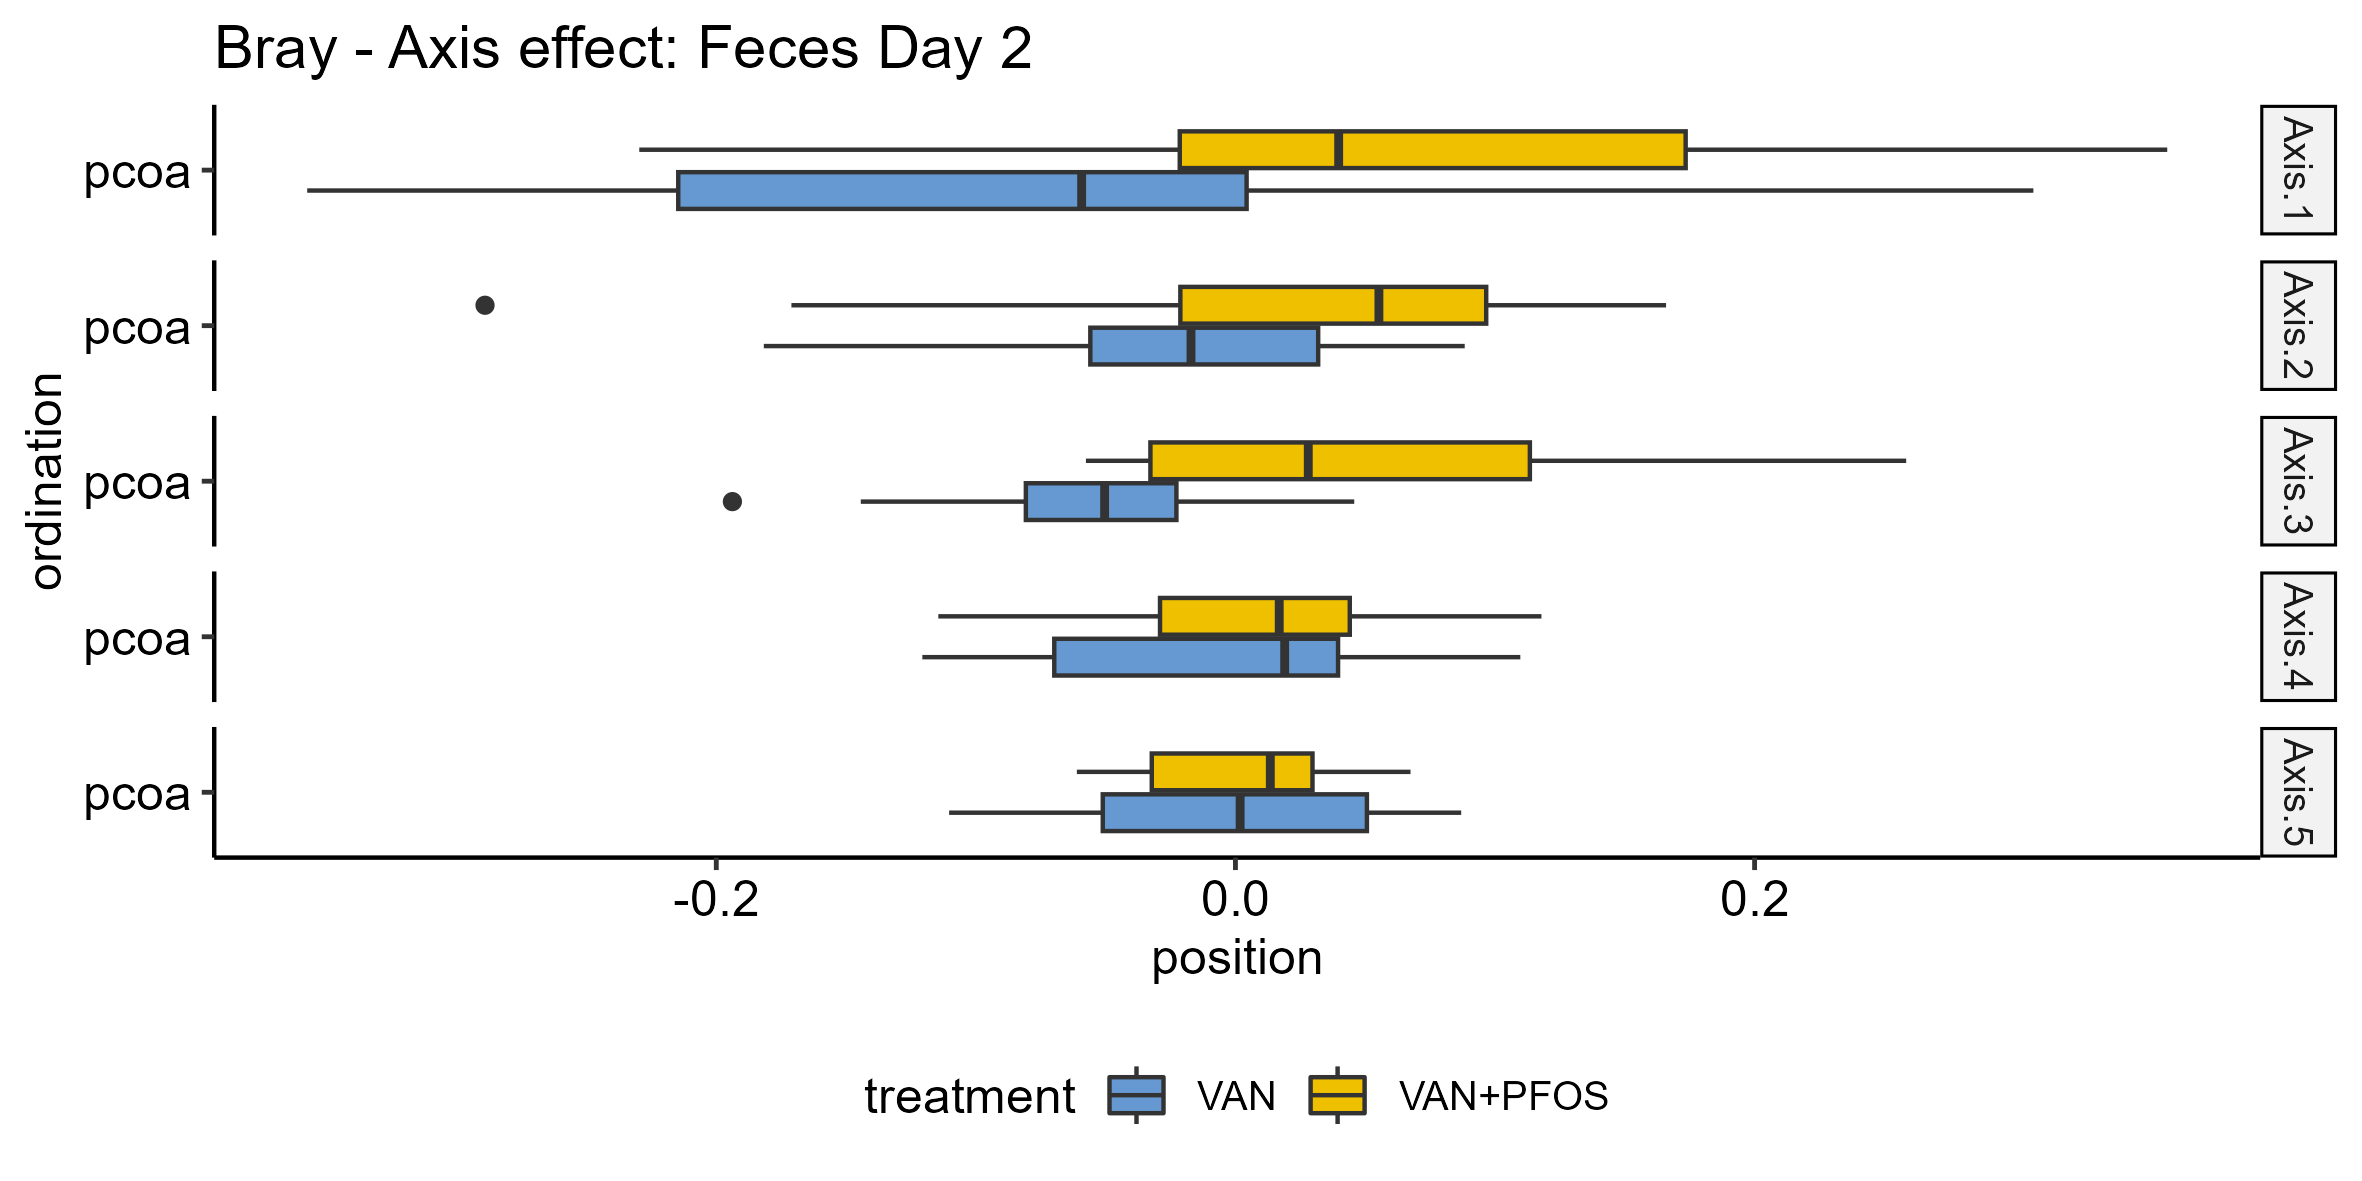 Bray - Axis effect: Feces Day 2
ordination
pcoa
Axis.1
pcoa
Axis.2
pcoa
Axis.3
pcoa
Axis.4
pcoa
Axis.5
-0.2 0.0 0.2
position
treatment VAN VAN+PFOS